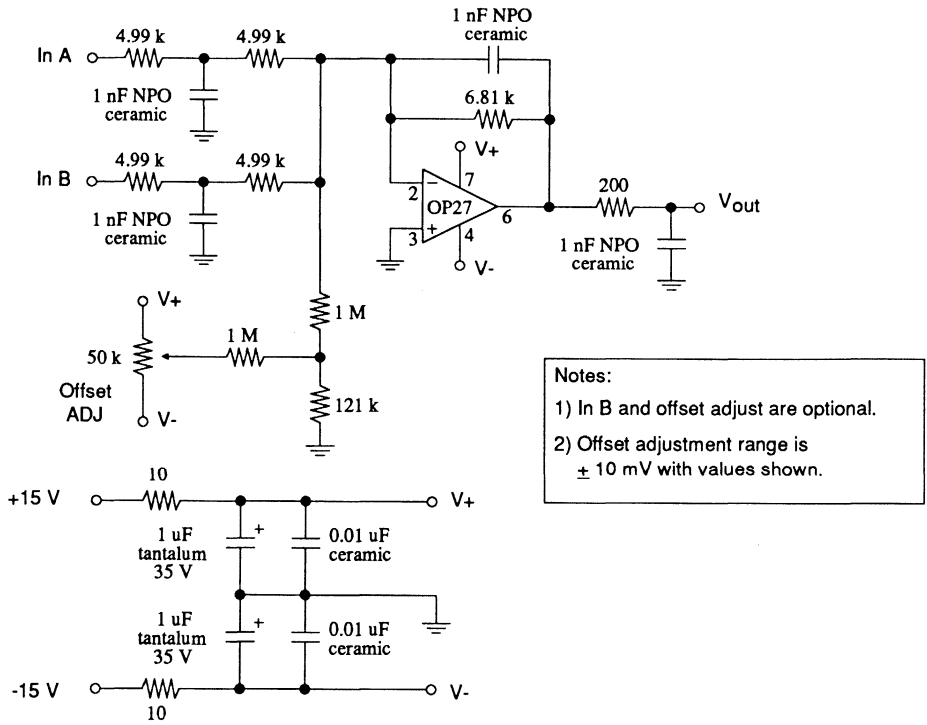 1 nF NPO
ceramic
4.99 k
4.99 k
In A
1 nF NPO
ceramic
6.81 k
V+
7
4.99 k
4.99 k
In B
2
−
OP27
6
3
+
4
V-
200
Vout
1 nF NPO
ceramic
1 nF NPO
ceramic
V+
1 M
1 M
50 k
Offset
ADJ
V-
121 k
Notes:
1) In B and offset adjust are optional.
2) Offset adjustment range is
± 10 mV with values shown.
10
+15 V
V+
1 uF
tantalum
35 V
+
0.01 uF
ceramic
1 uF
tantalum
35 V
+
0.01 uF
ceramic
-15 V
V-
10